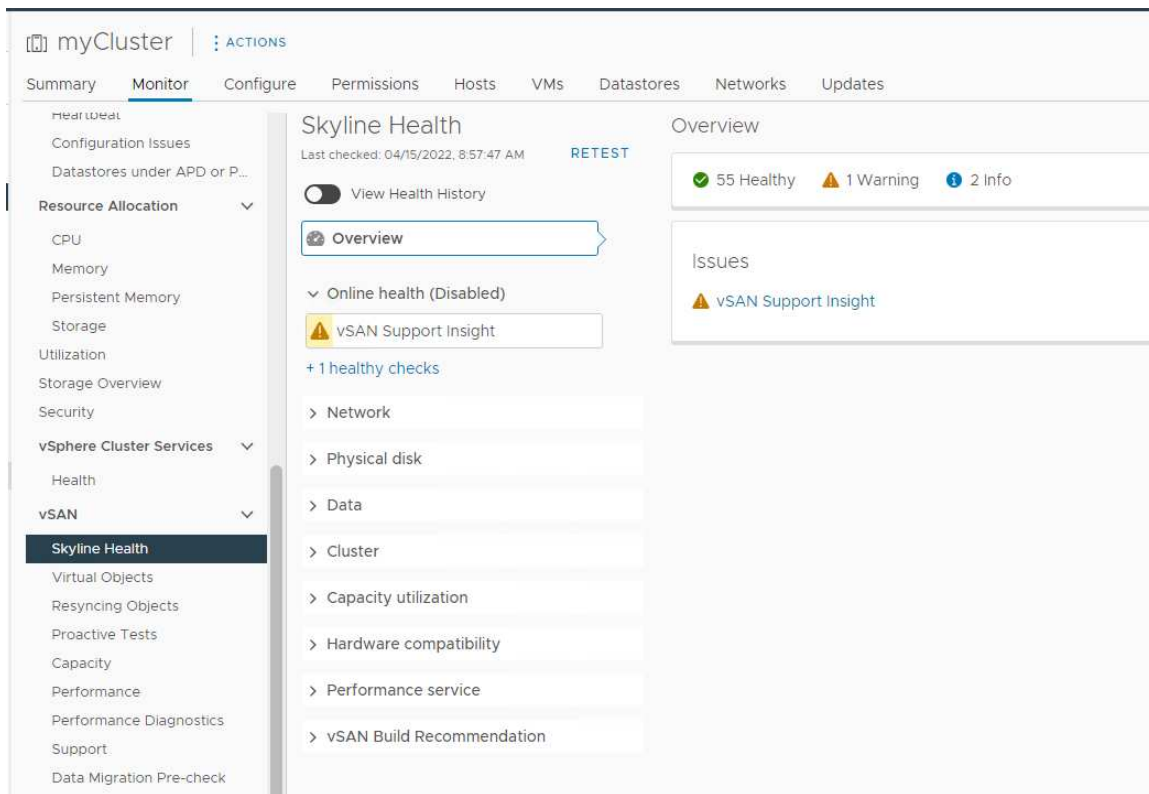 myCluster
ACTIONS
Summary Monitor Configure Permissions Hosts VMs Datastores Networks Updates
Heartbeat
Configuration Issues
Datastores under APD or P...
Resource Allocation
CPU
Memory
Persistent Memory
Storage
Utilization
Storage Overview
Security
vSphere Cluster Services
Health
vSAN
Skyline Health
Virtual Objects
Resyncing Objects
Proactive Tests
Capacity
Performance
Performance Diagnostics
Support
Data Migration Pre-check
Skyline Health
Last checked: 04/15/2022, 8:57:47 AM RETEST
View Health History
Overview
Online health (Disabled)
vSAN Support Insight
+ 1 healthy checks
Network
Physical disk
Data
Cluster
Capacity utilization
Hardware compatibility
Performance service
vSAN Build Recommendation
Overview
55 Healthy 1 Warning 2 Info
Issues
vSAN Support Insight